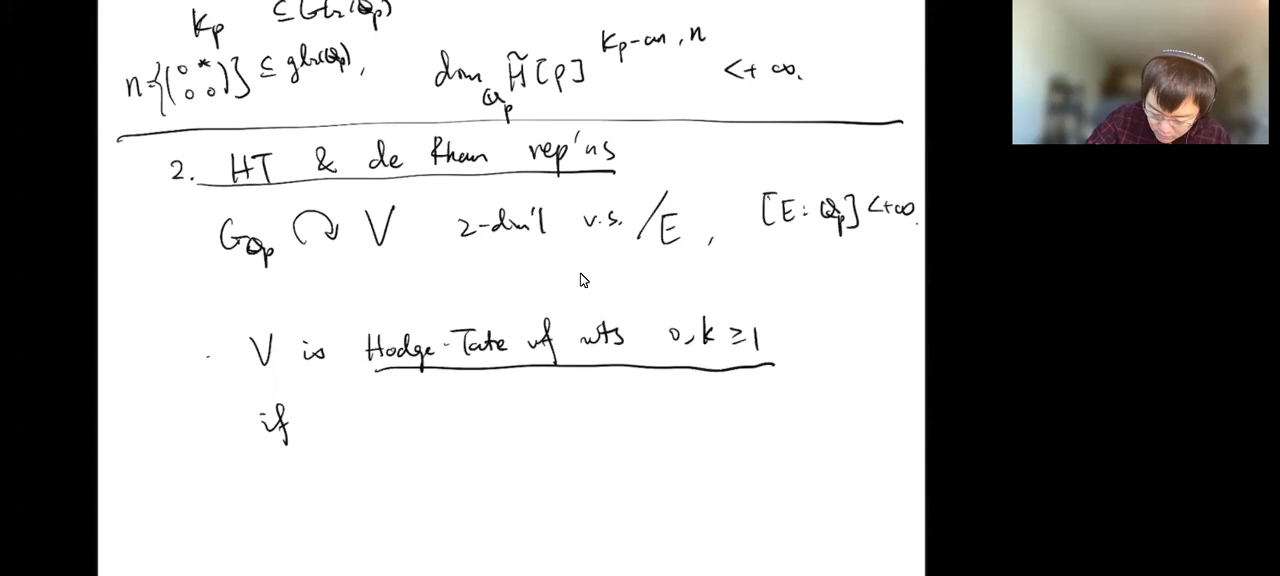 K_p ⊆ GL_2(Q_p)
n={(0 * 0 0)} ⊆ gl_2(Q_p), dim_{Q_p} H̃[p]^{K_p-an, n} < +∞.
2. HT & de Rham rep'ns
G_{Q_p} ↷ V 2-dim'l v.s. /E, [E:Q_p]<+∞.
V is Hodge-Tate of wts 0, k ≥ 1
if